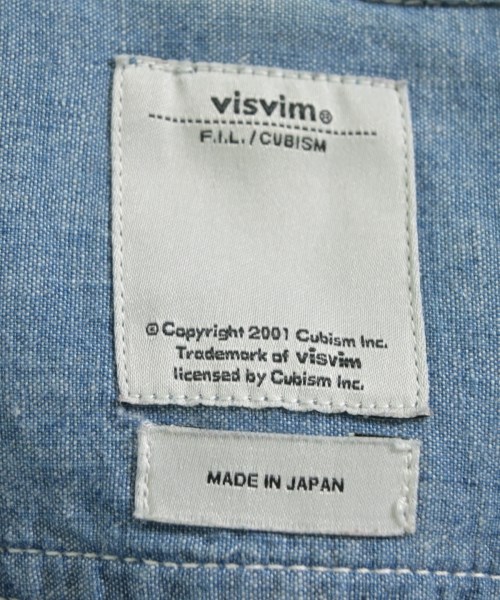 visvim®
F.I.L./CUBISM
© Copyright 2001 Cubism Inc.
Trademark of visvim
licensed by Cubism Inc.
MADE IN JAPAN